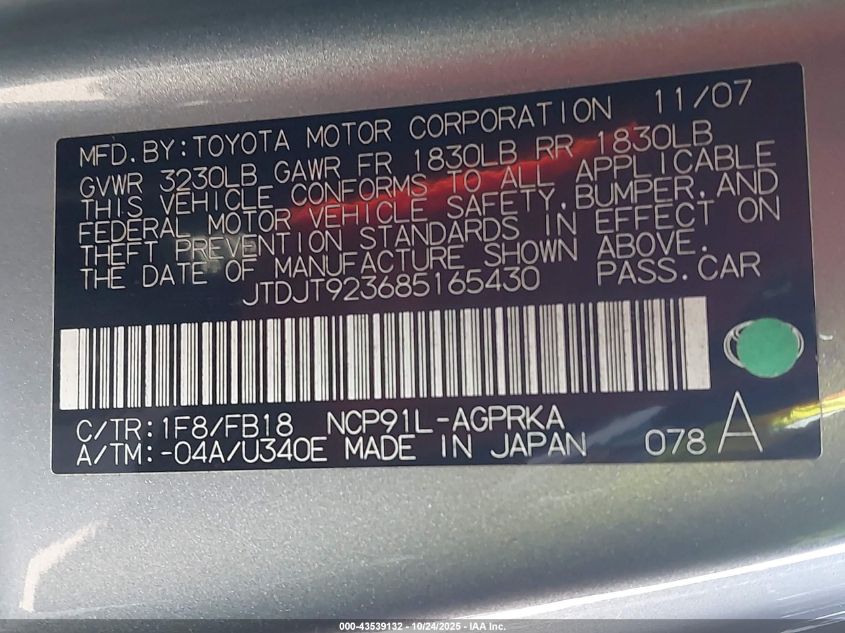 MFD.BY:TOYOTA MOTOR CORPORATION 11/07
GVWR 3230LB GAWR FR 1830LB RR 1830LB
THIS VEHICLE CONFORMS TO ALL APPLICABLE
FEDERAL MOTOR VEHICLE SAFETY,BUMPER,AND
THEFT PREVENTION STANDARDS IN EFFECT ON
THE DATE OF MANUFACTURE SHOWN ABOVE.
JTDJT923685165430 PASS.CAR
C/TR:1F8/FB18 NCP91L-AGPRKA
A/TM:-04A/U340E MADE IN JAPAN 078 A
000-43539132 - 10/24/2025 - IAA Inc.